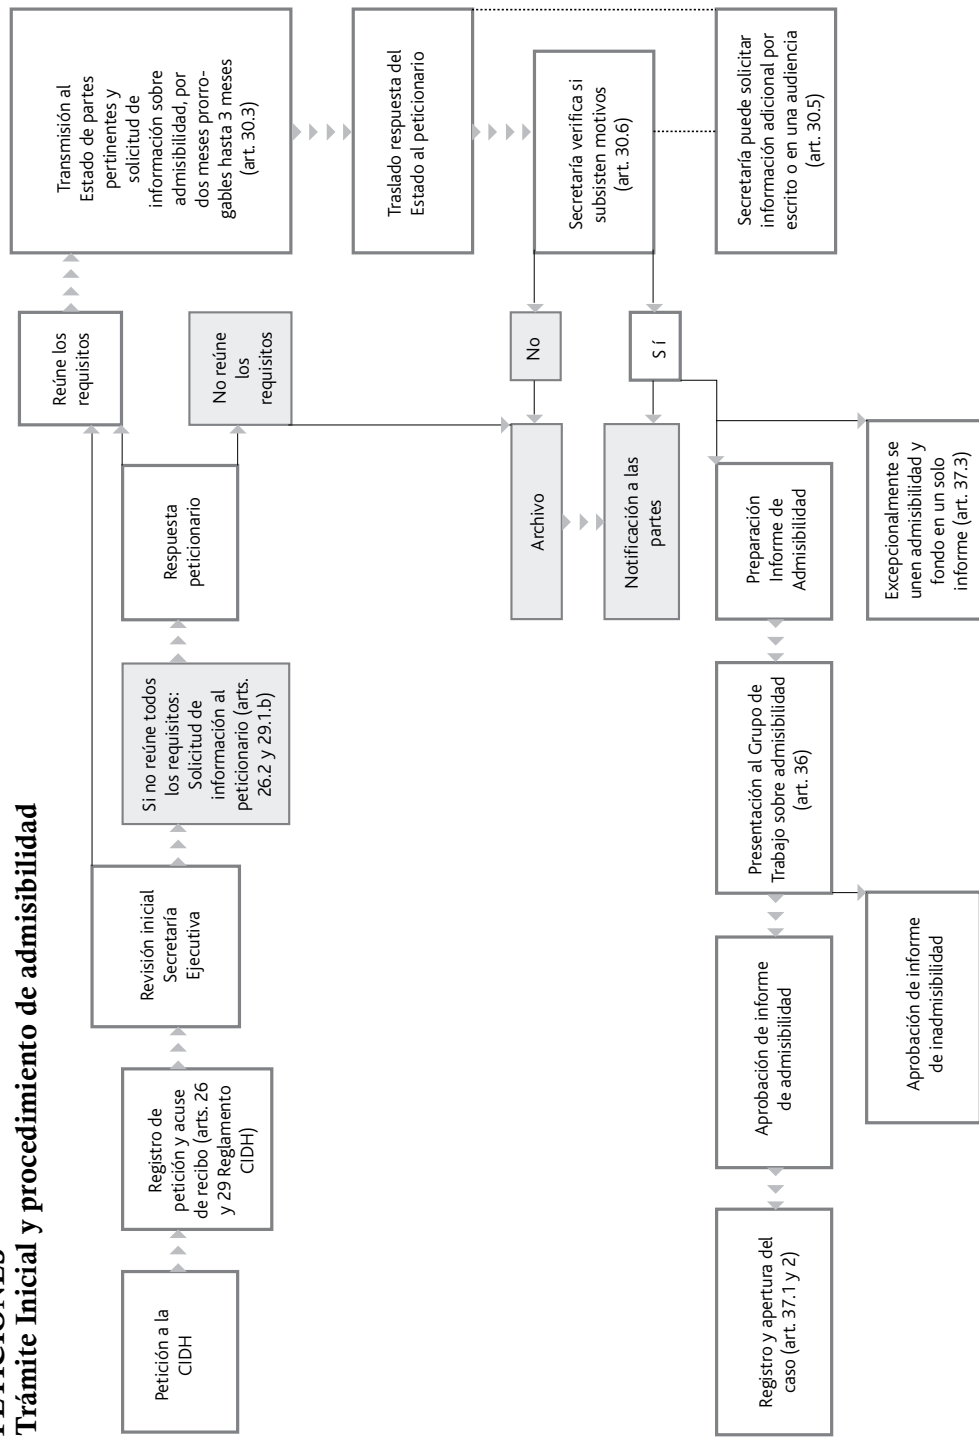 PETICIONES
Trámite Inicial y procedimiento de admisibilidad
Petición a la
CIDH
Registro de
petición y acuse
de recibo (arts. 26
y 29 Reglamento
CIDH)
Revisión inicial
Secretaría
Ejecutiva
Si no reúne todos
los requisitos:
Solicitud de
información al
peticionario (arts.
26.2 y 29.1.b)
Respuesta
peticionario
Reúne los
requisitos
No reúne
los
requisitos
Transmisión al
Estado de partes
pertinentes y
solicitud de
información sobre
admisibilidad, por
dos meses prorro-
gables hasta 3 meses
(art. 30.3)
Traslado respuesta del
Estado al peticionario
Secretaría verifica si
subsisten motivos
(art. 30.6)
Secretaría puede solicitar
información adicional por
escrito o en una audiencia
(art. 30.5)
No
Sí
Archivo
Notificación a las
partes
Preparación
Informe de
Admisibilidad
Excepcionalmente se
unen admisibilidad y
fondo en un solo
informe (art. 37.3)
Presentación al Grupo de
Trabajo sobre admisibilidad
(art. 36)
Aprobación de informe
de admisibilidad
Aprobación de informe
de inadmisibilidad
Registro y apertura del
caso (art. 37.1 y 2)